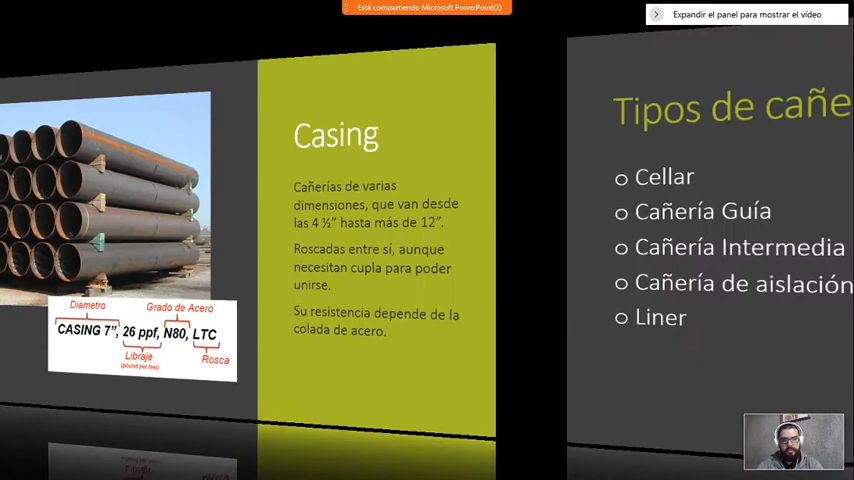 Está compartiendo Microsoft PowerPoint(2)
Expandir el panel para mostrar el vídeo
Casing
Cañerías de varias
dimensiones, que van desde
las 4 ½” hasta más de 12”.
Roscadas entre sí, aunque
necesitan cupla para poder
unirse.
Su resistencia depende de la
colada de acero.
Diametro
Grado de Acero
CASING 7”, 26 ppf, N80, LTC
Libraje
(pound per feet)
Rosca
Tipos de cañe
o Cellar
o Cañería Guía
o Cañería Intermedia
o Cañería de aislación
o Liner